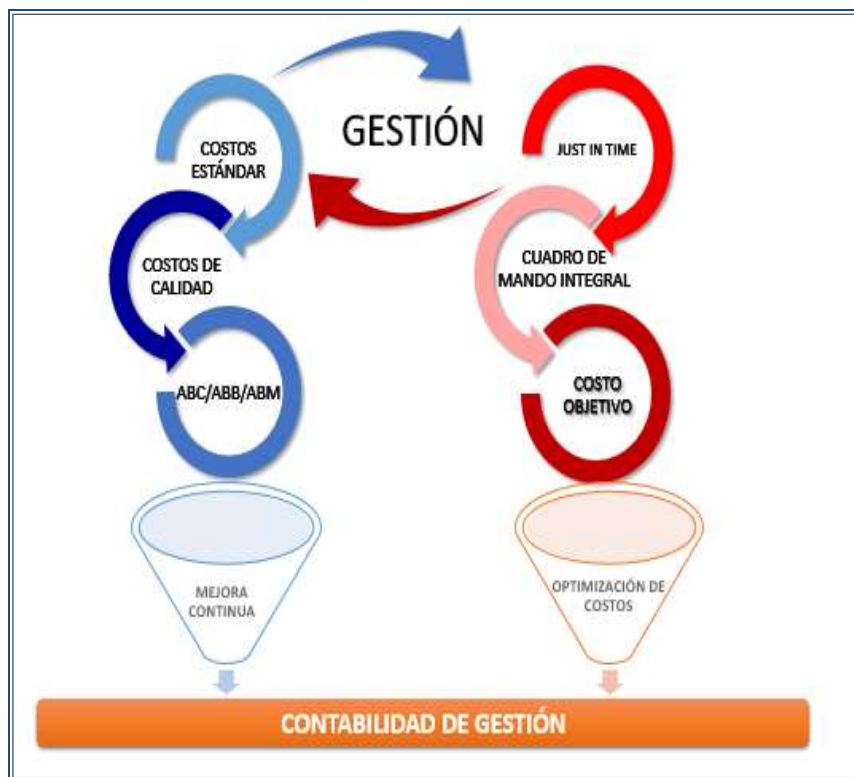 GESTIÓN
COSTOS
ESTÁNDAR
COSTOS DE
CALIDAD
ABC/ABB/ABM
JUST IN TIME
CUADRO DE
MANDO INTEGRAL
COSTO
OBJETIVO
MEJORA
CONTINUA
OPTIMIZACIÓN DE
COSTOS
CONTABILIDAD DE GESTIÓN